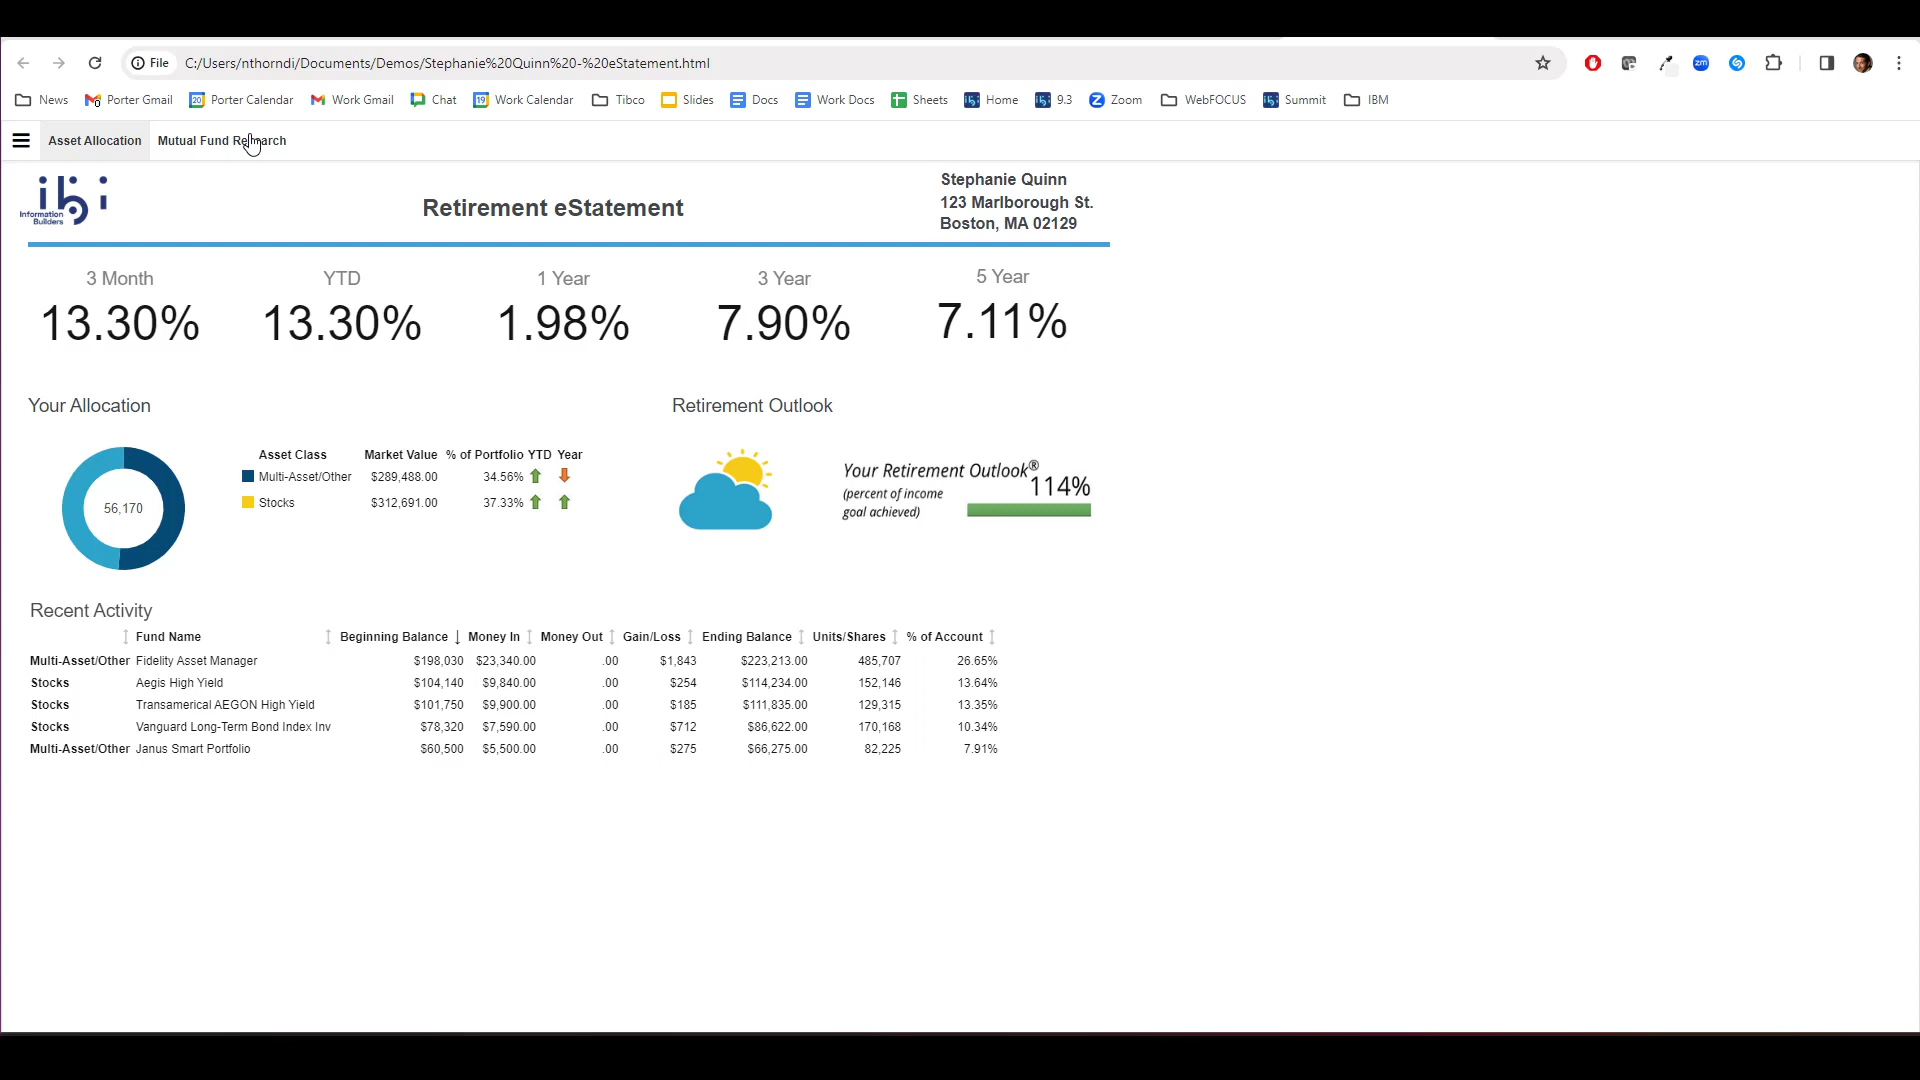 File C:/Users/nthorndi/Documents/Demos/Stephanie%20Quinn%20-%20eStatement.html
News Porter Gmail Porter Calendar Work Gmail Chat Work Calendar Tibco Slides Docs Work Docs Sheets Home 9.3 Zoom WebFOCUS Summit IBM
Asset Allocation Mutual Fund
ibi
Information
Builders
Retirement eStatement
Stephanie Quinn
123 Marlborough St.
Boston, MA 02129
3 Month YTD 1 Year 3 Year 5 Year
13.30% 13.30% 1.98% 7.90% 7.11%
Your Allocation
56,170
Asset Class Market Value % of Portfolio YTD Year
Multi-Asset/Other $289,488.00 34.56%
Stocks $312,691.00 37.33%
Retirement Outlook
Your Retirement Outlook®
(percent of income
goal achieved)
114%
Recent Activity
Fund Name Beginning Balance Money In Money Out Gain/Loss Ending Balance Units/Shares % of Account
Multi-Asset/Other Fidelity Asset Manager $198,030 $23,340.00 .00 $1,843 $223,213.00 485,707 26.65%
Stocks Aegis High Yield $104,140 $9,840.00 .00 $254 $114,234.00 152,146 13.64%
Stocks Transamerical AEGON High Yield $101,750 $9,900.00 .00 $185 $111,835.00 129,315 13.35%
Stocks Vanguard Long-Term Bond Index Inv $78,320 $7,590.00 .00 $712 $86,622.00 170,168 10.34%
Multi-Asset/Other Janus Smart Portfolio $60,500 $5,500.00 .00 $275 $66,275.00 82,225 7.91%